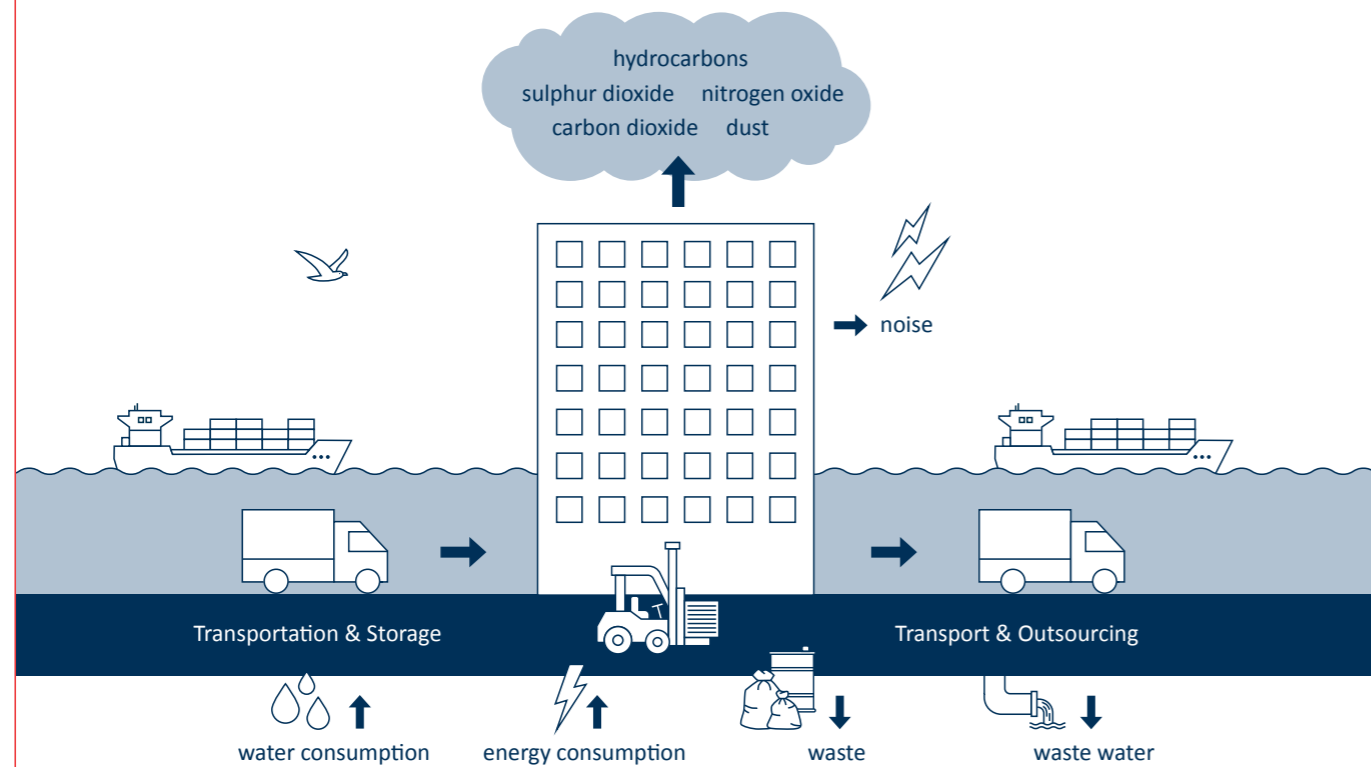 hydrocarbons
sulphur dioxide nitrogen oxide
carbon dioxide dust
noise
Transportation & Storage
Transport & Outsourcing
water consumption
energy consumption
waste
waste water